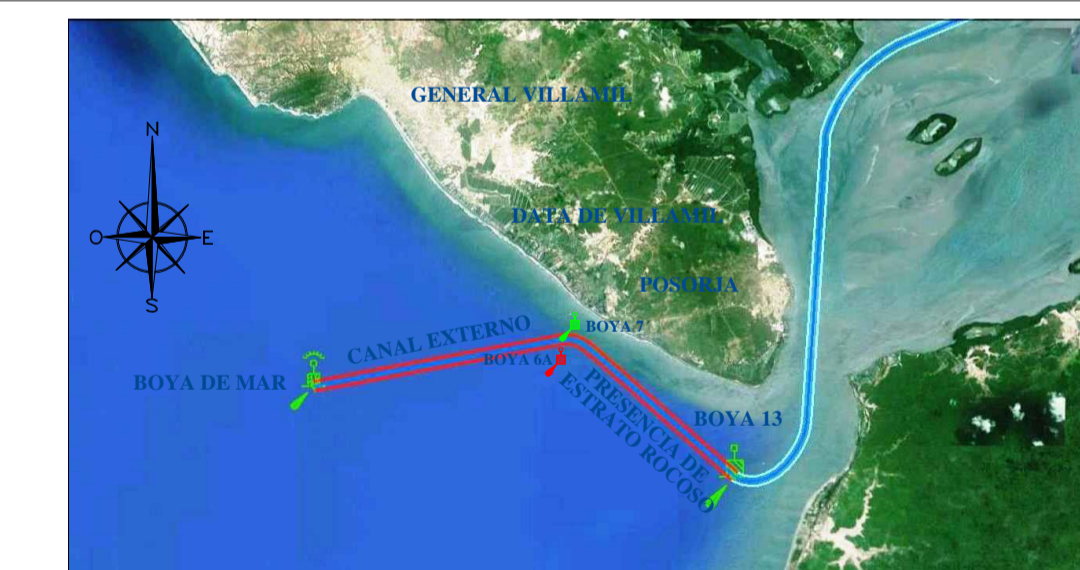 GENERAL VILLAMIL
N
DATA DE VILLAMIL
O
E
POSORJA
S
CANAL EXTERNO
BOYA 7
BOYA 6A
BOYA DE MAR
PRESENCIA DE
ESTRATO ROCOSO
BOYA 13